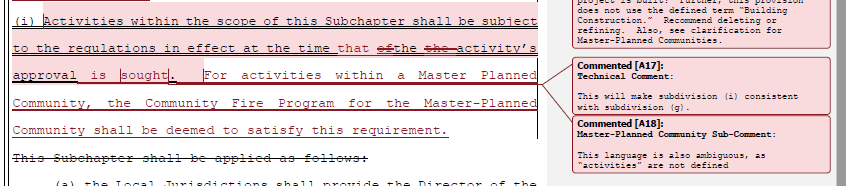 (i) Activities within the scope of this Subchapter shall be subject
to the regulations in effect at the time that ofthe the activity's
approval is sought. For activities within a Master Planned
Community, the Community Fire Program for the Master-Planned
Community shall be deemed to satisfy this requirement.
This Subchapter shall be applied as follows:
(a) the Local Jurisdictions shall provide the Director of the
project is built? Further, this provision
does not use the defined term "Building
Construction." Recommend deleting or
refining. Also, see clarification for
Master-Planned Communities.
Commented [A17]:
Technical Comment:
This will make subdivision (i) consistent
with subdivision (g).
Commented [A18]:
Master-Planned Community Sub-Comment:
This language is also ambiguous, as
"activities" are not defined